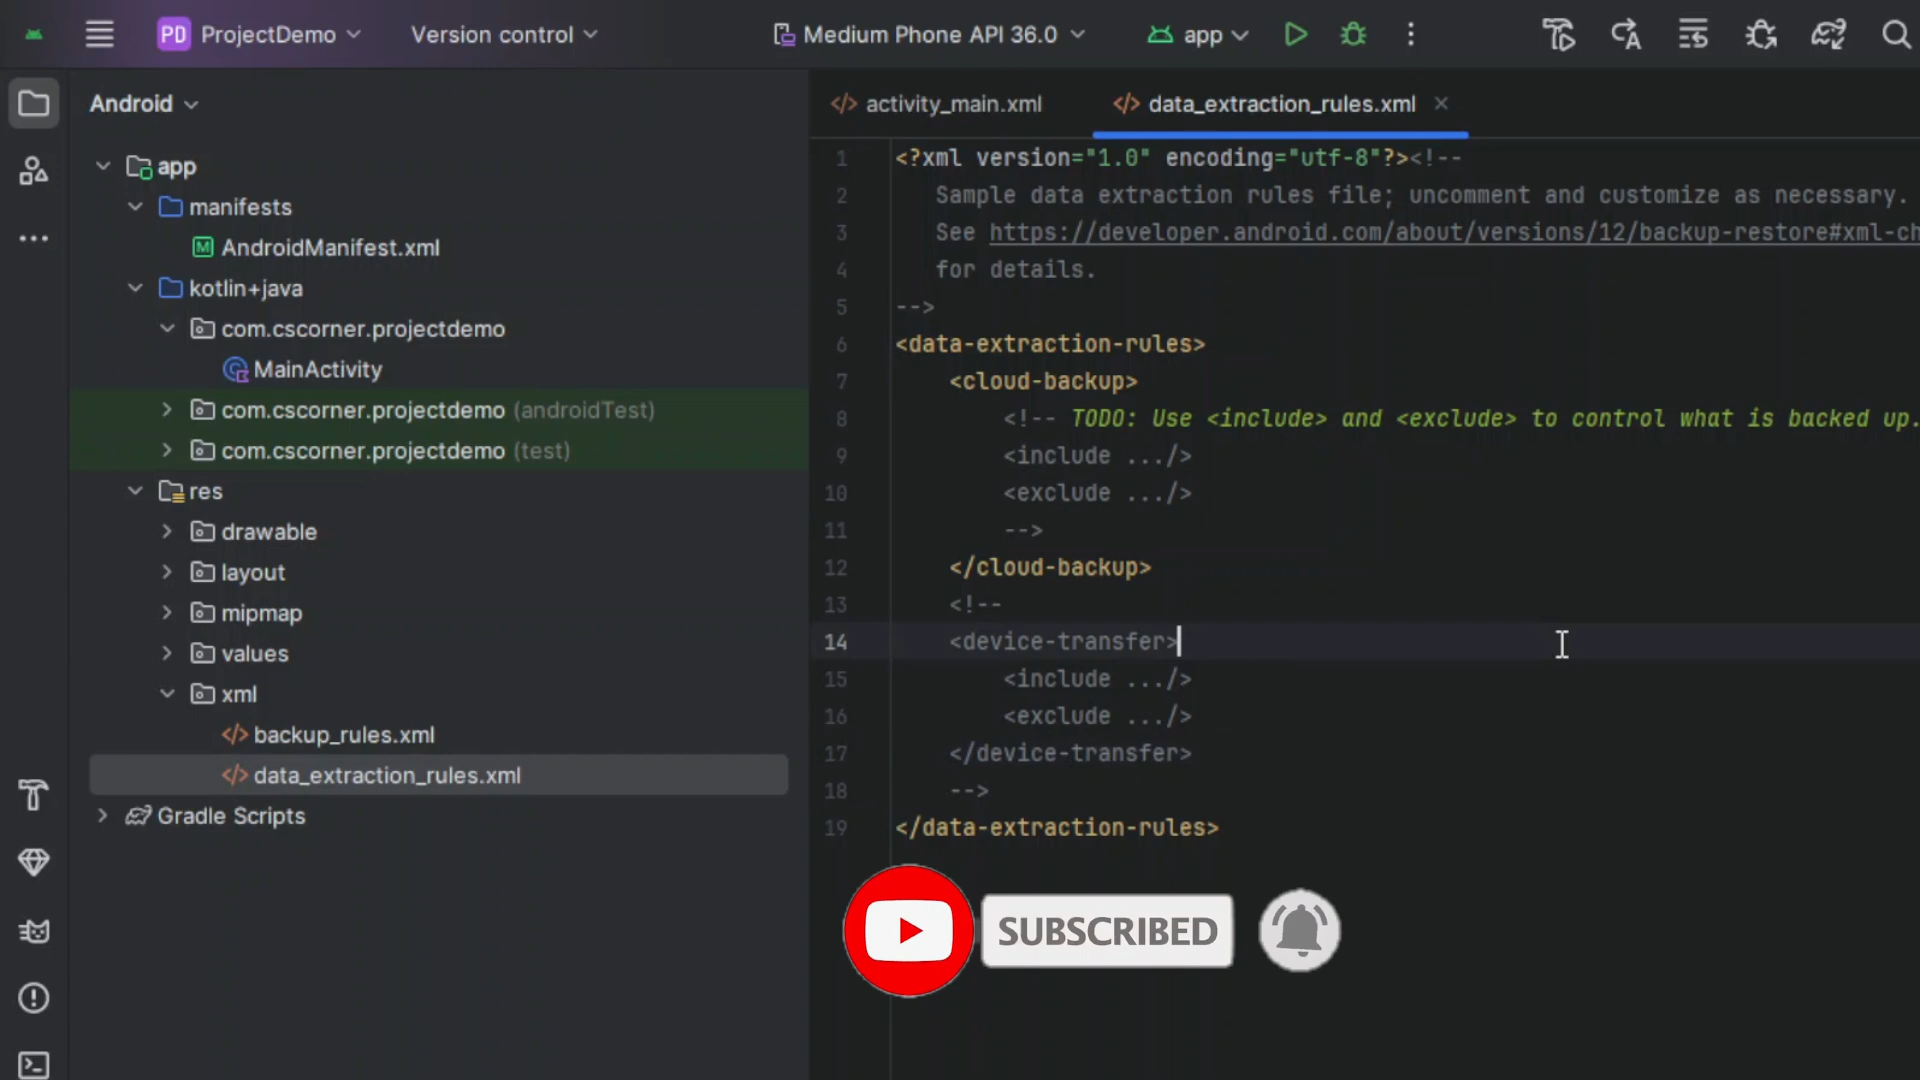 PD ProjectDemo
Version control
Medium Phone API 36.0
app
Android
app
manifests
AndroidManifest.xml
kotlin+java
com.cscorner.projectdemo
MainActivity
com.cscorner.projectdemo (androidTest)
com.cscorner.projectdemo (test)
res
drawable
layout
mipmap
values
xml
backup_rules.xml
data_extraction_rules.xml
Gradle Scripts
activity_main.xml
data_extraction_rules.xml
1 <?xml version="1.0" encoding="utf-8"?><!--
2 Sample data extraction rules file; uncomment and customize as necessary.
3 See https://developer.android.com/about/versions/12/backup-restore#xml-ch
4 for details.
5 -->
6 <data-extraction-rules>
7 <cloud-backup>
8 <!-- TODO: Use <include> and <exclude> to control what is backed up.
9 <include .../>
10 <exclude .../>
11 -->
12 </cloud-backup>
13 <!--
14 <device-transfer>
15 <include .../>
16 <exclude .../>
17 </device-transfer>
18 -->
19 </data-extraction-rules>
SUBSCRIBED